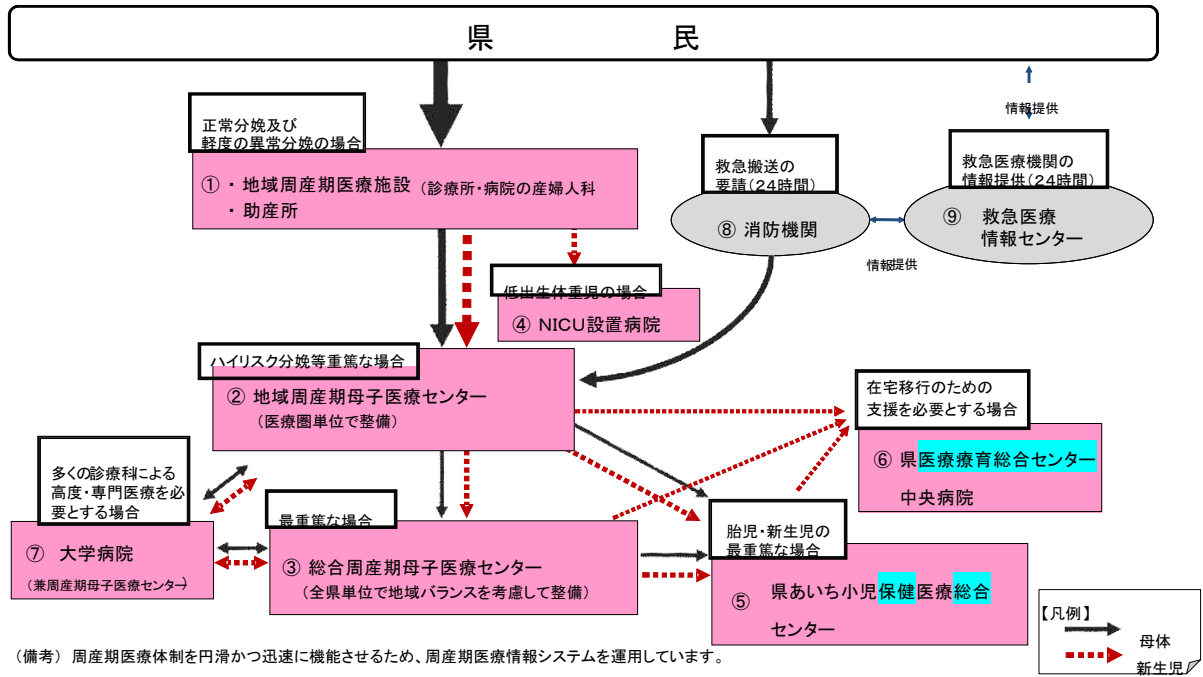 県 民
情報提供
正常分娩及び
軽度の異常分娩の場合
① ・ 地域周産期医療施設 (診療所・病院の産婦人科
・ 助産所
救急搬送の
要請(24時間)
⑧ 消防機関
救急医療機関の
情報提供(24時間)
⑨ 救急医療
情報センター
情報提供
低出生体重児の場合
④ NICU設置病院
ハイリスク分娩等重篤な場合
② 地域周産期母子医療センター
(医療圏単位で整備)
在宅移行のための
支援を必要とする場合
⑥ 県医療療育総合センター
中央病院
多くの診療科による
高度・専門医療を必
要とする場合
⑦ 大学病院
(兼周産期母子医療センター)
最重篤な場合
③ 総合周産期母子医療センター
(全県単位で地域バランスを考慮して整備)
胎児・新生児の
最重篤な場合
⑤ 県あいち小児保健医療総合
センター
【凡例】
母体
新生児
(備考) 周産期医療体制を円滑かつ迅速に機能させるため、周産期医療情報システムを運用しています。